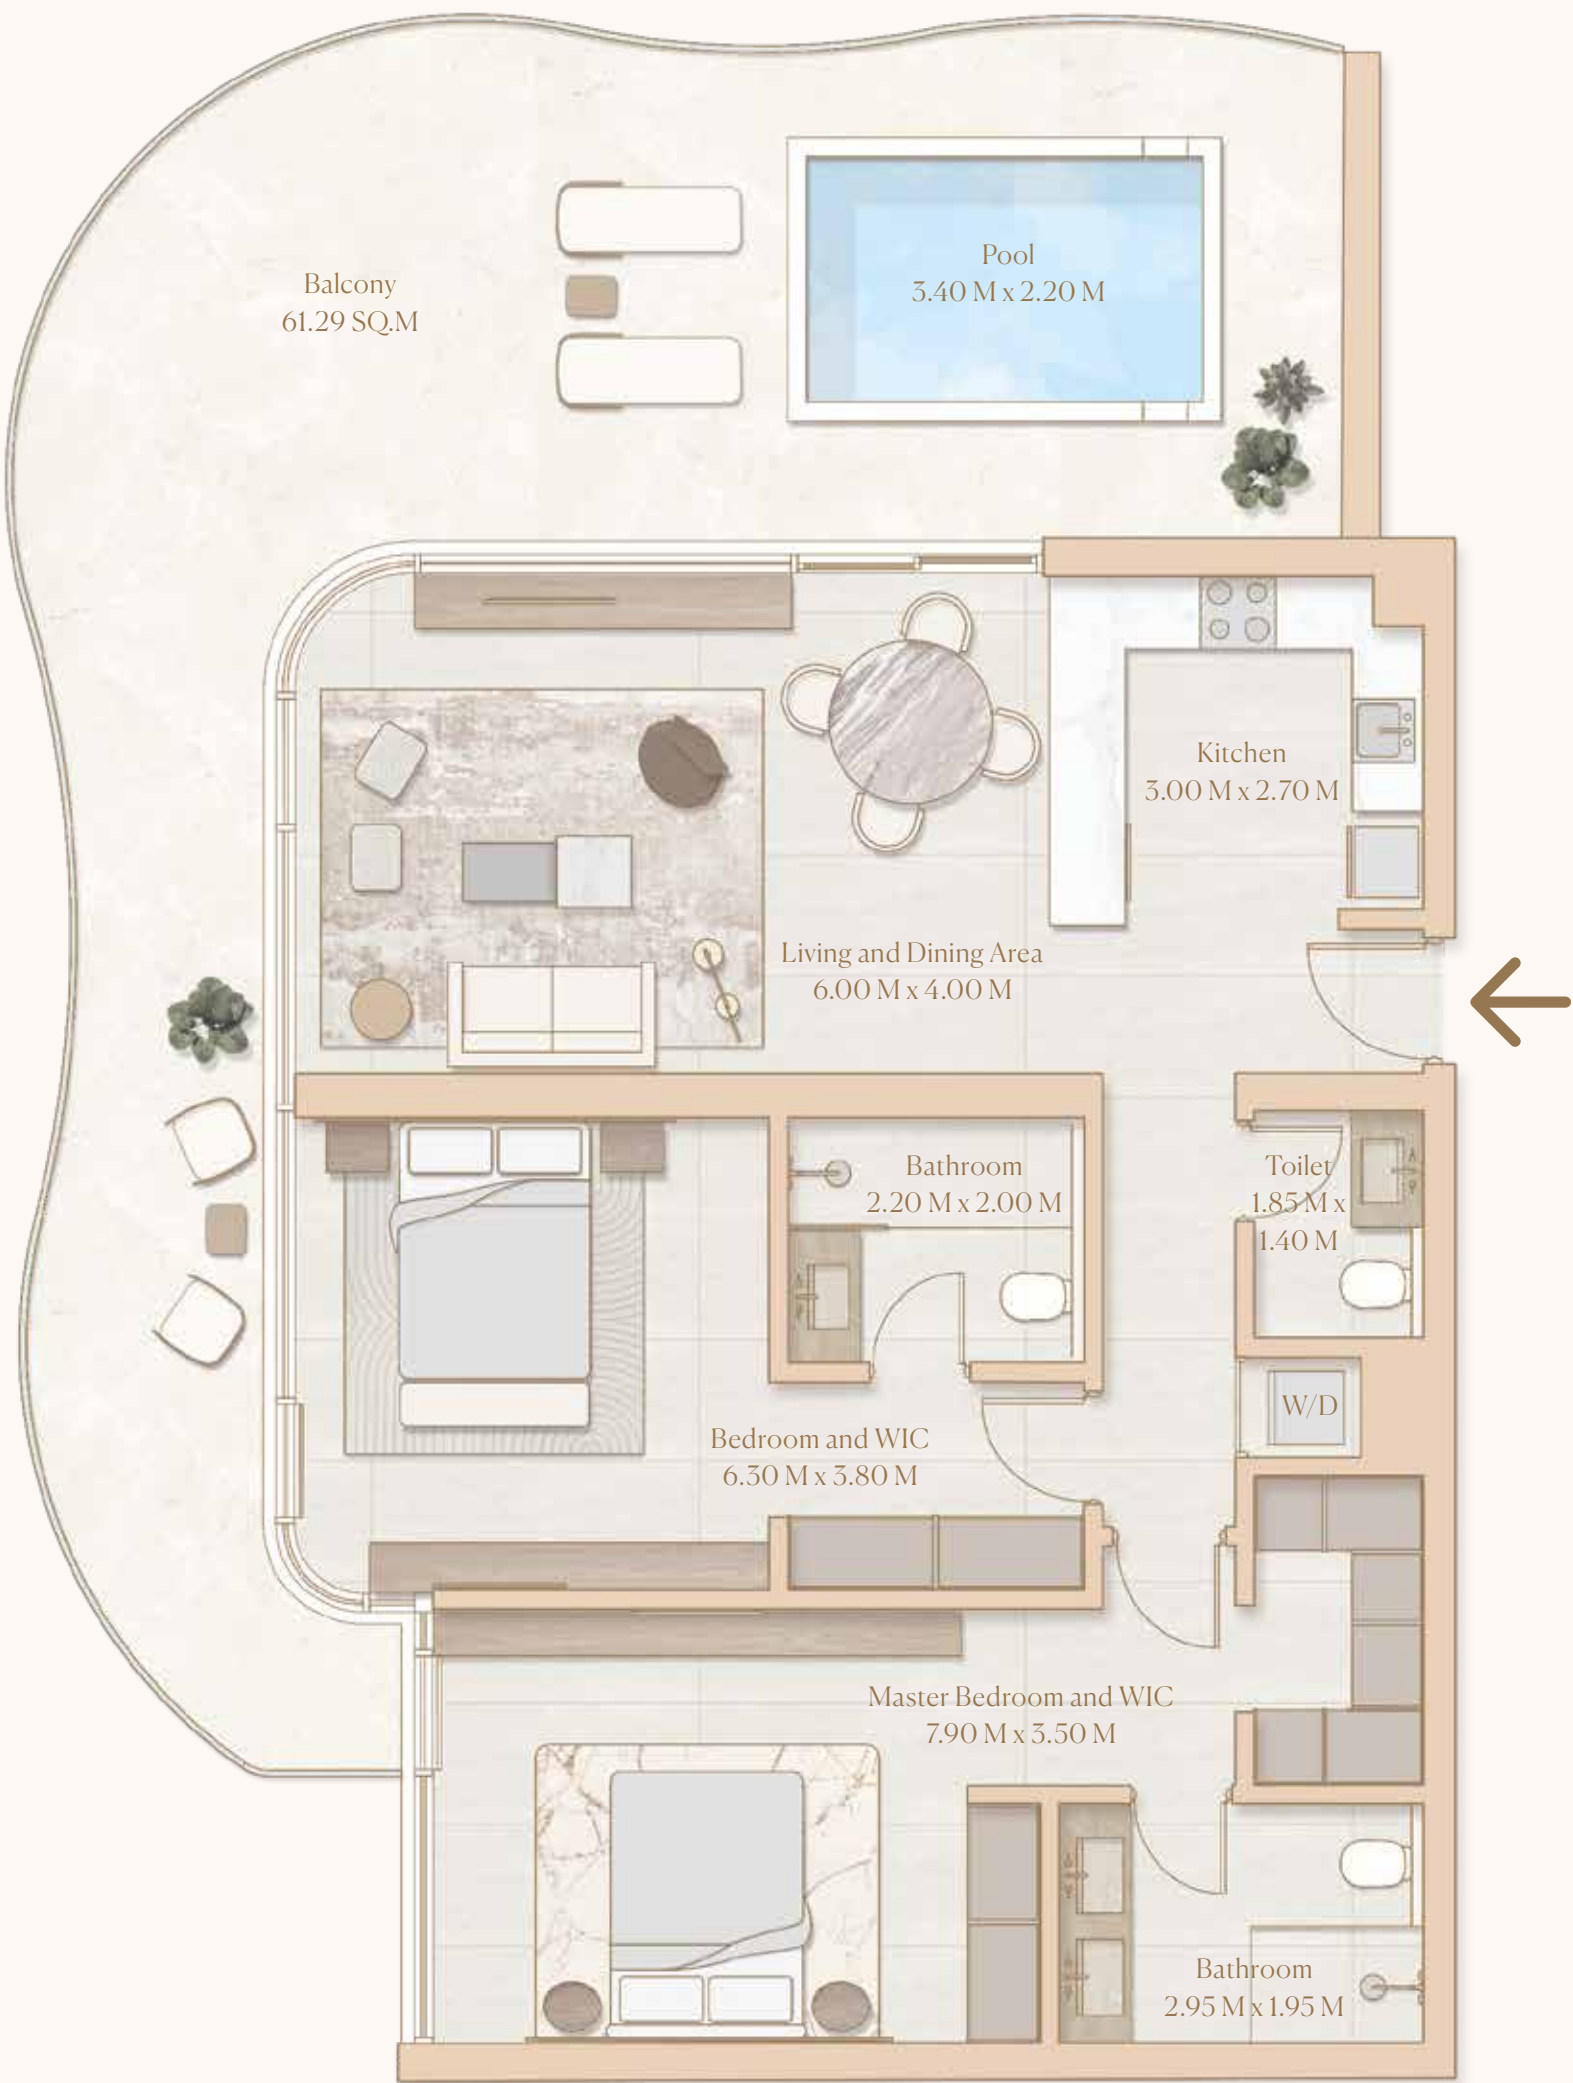 Pool
3.40 M x 2.20 M
Balcony
61.29 SQ.M
Kitchen
3.00 M x 2.70 M
Living and Dining Area
6.00 M x 4.00 M
Bathroom
2.20 M x 2.00 M
Toilet
1.85 M x
1.40 M
W/D
Bedroom and WIC
6.30 M x 3.80 M
Master Bedroom and WIC
7.90 M x 3.50 M
Bathroom
2.95 M x 1.95 M